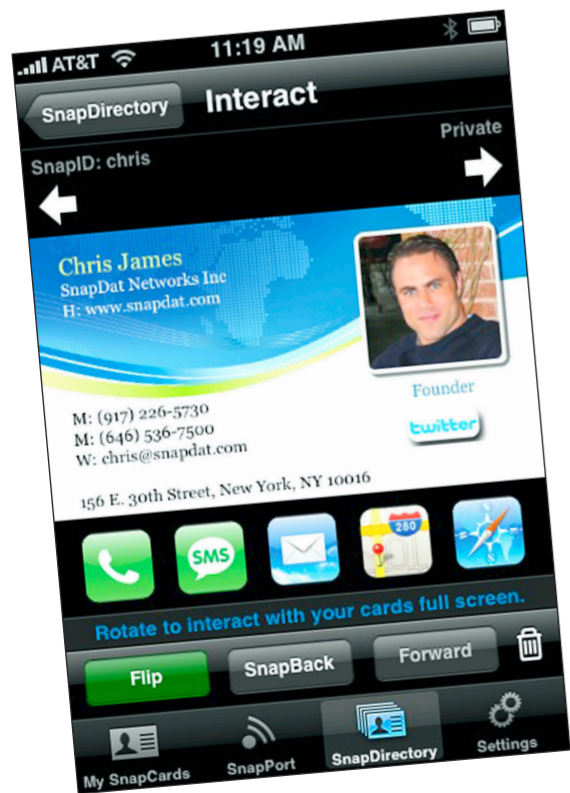 AT&T 11:19 AM
SnapDirectory Interact
SnapID: chris Private
Chris James
SnapDat Networks Inc
H: www.snapdat.com
Founder
twitter
M: (917) 226-5730
M: (646) 536-7500
W: chris@snapdat.com
156 E. 30th Street, New York, NY 10016
SMS
280
Rotate to interact with your cards full screen.
Flip SnapBack Forward
My SnapCards SnapPort SnapDirectory Settings